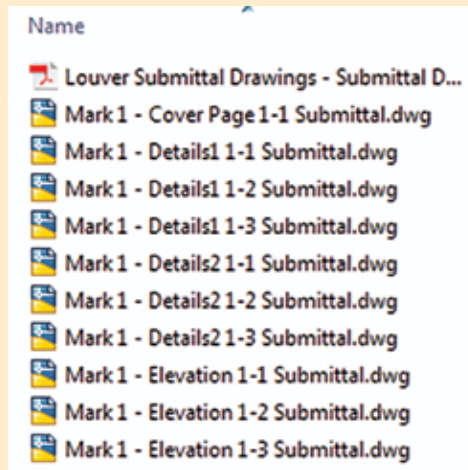 Name
Louver Submittal Drawings - Submittal D...
Mark 1 - Cover Page 1-1 Submittal.dwg
Mark 1 - Details1 1-1 Submittal.dwg
Mark 1 - Details1 1-2 Submittal.dwg
Mark 1 - Details1 1-3 Submittal.dwg
Mark 1 - Details2 1-1 Submittal.dwg
Mark 1 - Details2 1-2 Submittal.dwg
Mark 1 - Details2 1-3 Submittal.dwg
Mark 1 - Elevation 1-1 Submittal.dwg
Mark 1 - Elevation 1-2 Submittal.dwg
Mark 1 - Elevation 1-3 Submittal.dwg